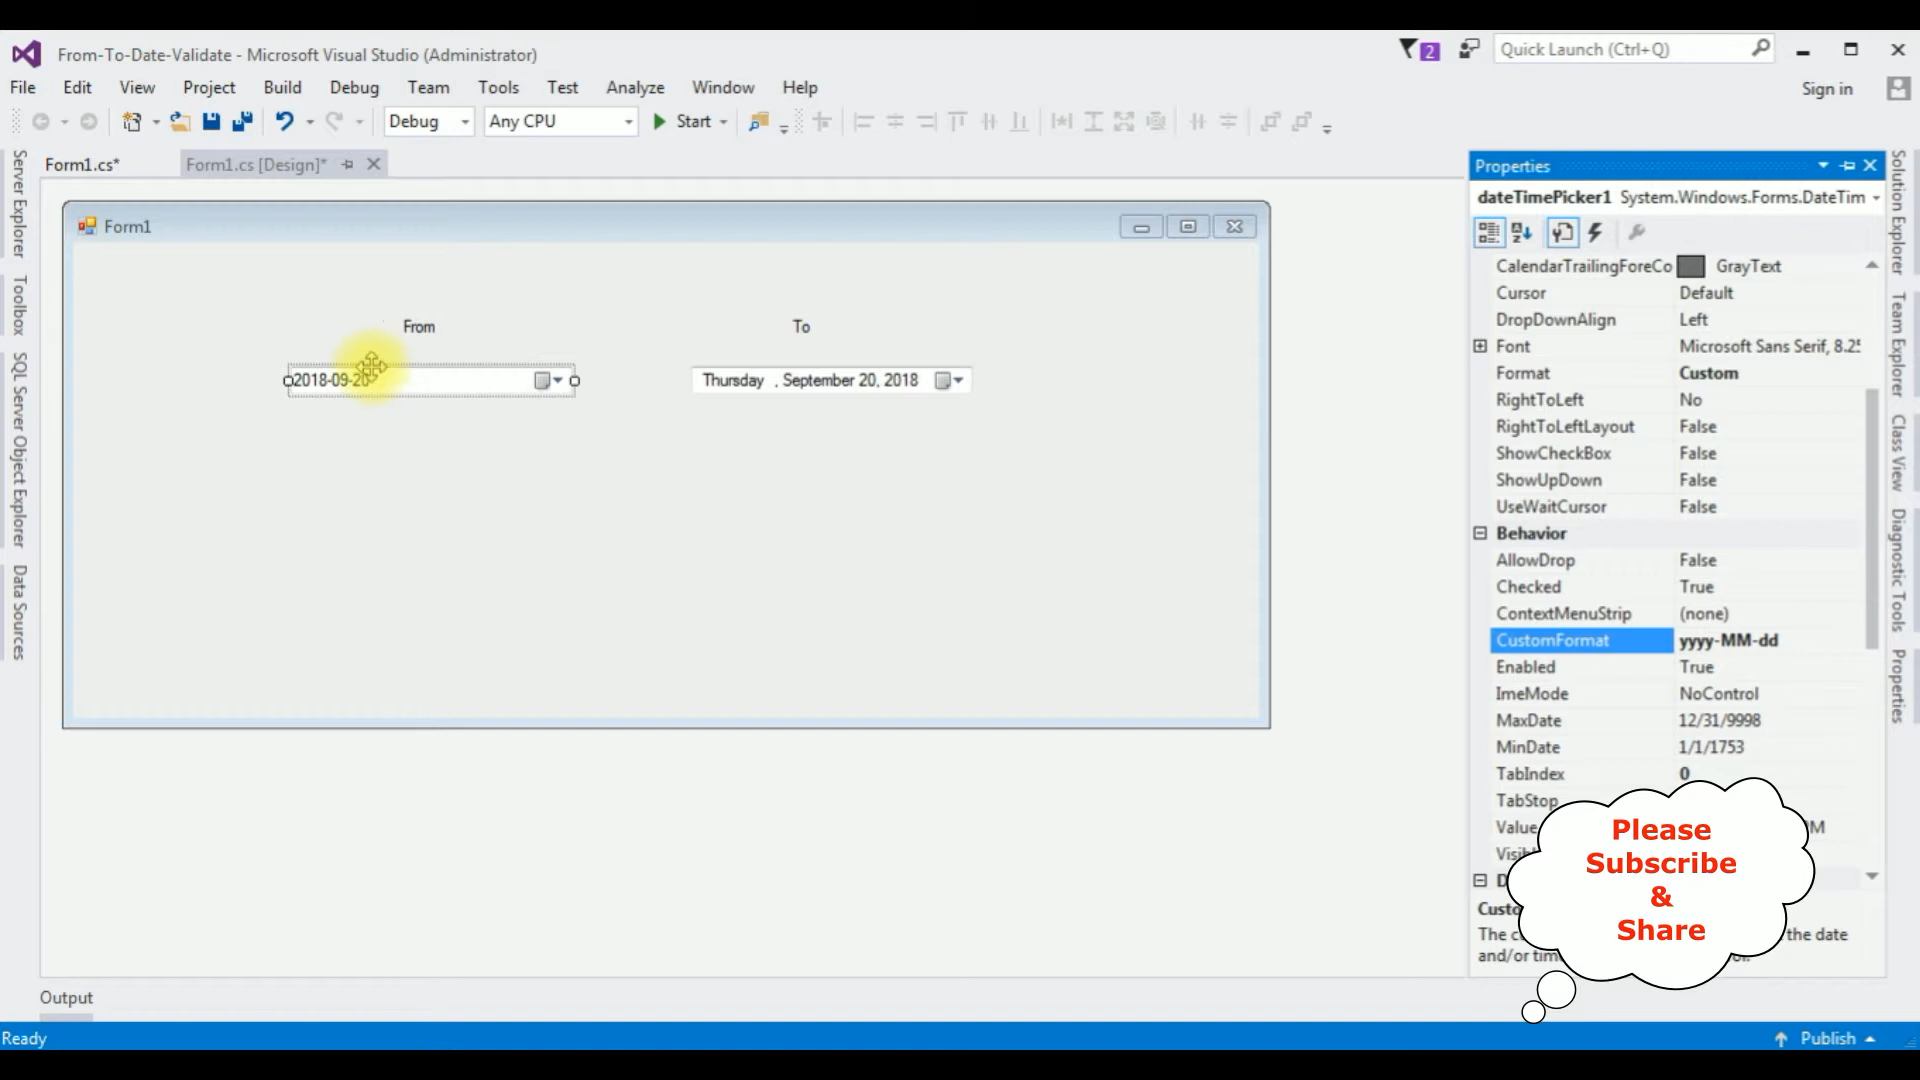 From-To-Date-Validate - Microsoft Visual Studio (Administrator)
2
Quick Launch (Ctrl+Q)
File Edit View Project Build Debug Team Tools Test Analyze Window Help
Sign in
Debug
Any CPU
Start
Form1.cs*
Form1.cs [Design]*
Server Explorer
Toolbox
SQL Server Object Explorer
Data Sources
Form1
From
To
2018-09-20
Thursday , September 20, 2018
Properties
dateTimePicker1 System.Windows.Forms.DateTim
CalendarTrailingForeCo GrayText
Cursor Default
DropDownAlign Left
Font Microsoft Sans Serif, 8.25
Format Custom
RightToLeft No
RightToLeftLayout False
ShowCheckBox False
ShowUpDown False
UseWaitCursor False
Behavior
AllowDrop False
Checked True
ContextMenuStrip (none)
CustomFormat yyyy-MM-dd
Enabled True
ImeMode NoControl
MaxDate 12/31/9998
MinDate 1/1/1753
TabIndex 0
TabStop
Value
Solution Explorer
Team Explorer
Class View
Diagnostic Tools
Properties
Please
Subscribe
&
Share
the date
Output
Ready
Publish